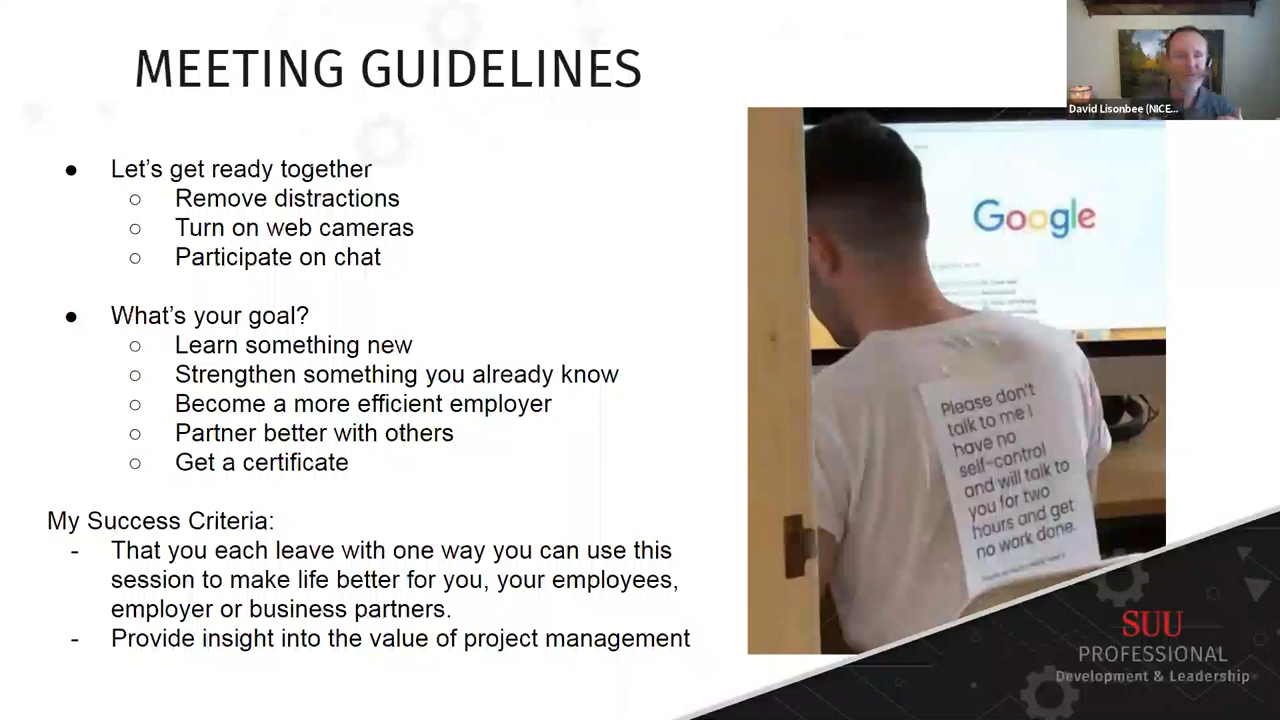 MEETING GUIDELINES
David Lisonbee (NICE...
● Let's get ready together
○ Remove distractions
○ Turn on web cameras
○ Participate on chat
● What's your goal?
○ Learn something new
○ Strengthen something you already know
○ Become a more efficient employer
○ Partner better with others
○ Get a certificate
My Success Criteria:
- That you each leave with one way you can use this
session to make life better for you, your employees,
employer or business partners.
- Provide insight into the value of project management
Google
Please don't
talk to me I
have no
self-control
and will talk to
you for two
hours and get
no work done.
SUU
PROFESSIONAL
Development & Leadership